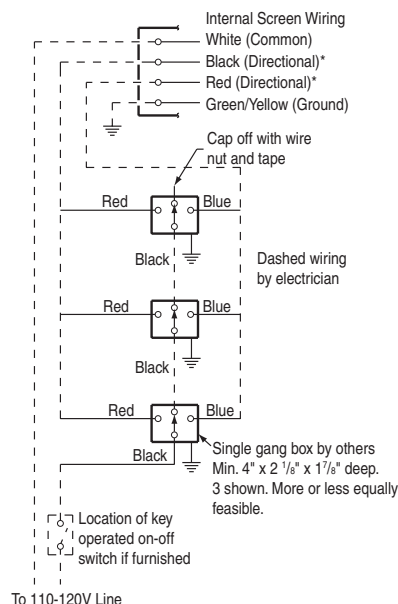 Internal Screen Wiring
White (Common)
Black (Directional)*
Red (Directional)*
Green/Yellow (Ground)
Cap off with wire
nut and tape
Red
Blue
Black
Dashed wiring
by electrician
Red
Blue
Black
Red
Blue
Black
Single gang box by others
Min. 4" x 2 1/8" x 1 7/8" deep.
3 shown. More or less equally
feasible.
Location of key
operated on-off
switch if furnished
To 110-120V Line